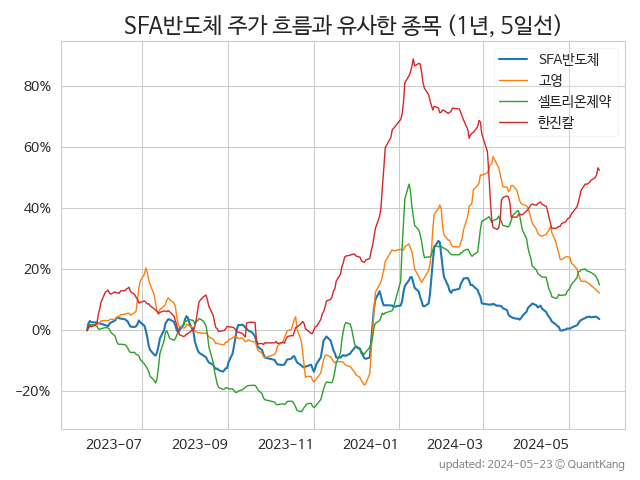 SFA반도체 주가 흐름과 유사한 종목 (1년, 5일선)
SFA반도체
고영
셀트리온제약
한진칼
80%
60%
40%
20%
0%
−20%
2023-07
2023-09
2023-11
2024-01
2024-03
2024-05
updated: 2024-05-23 © QuantKang